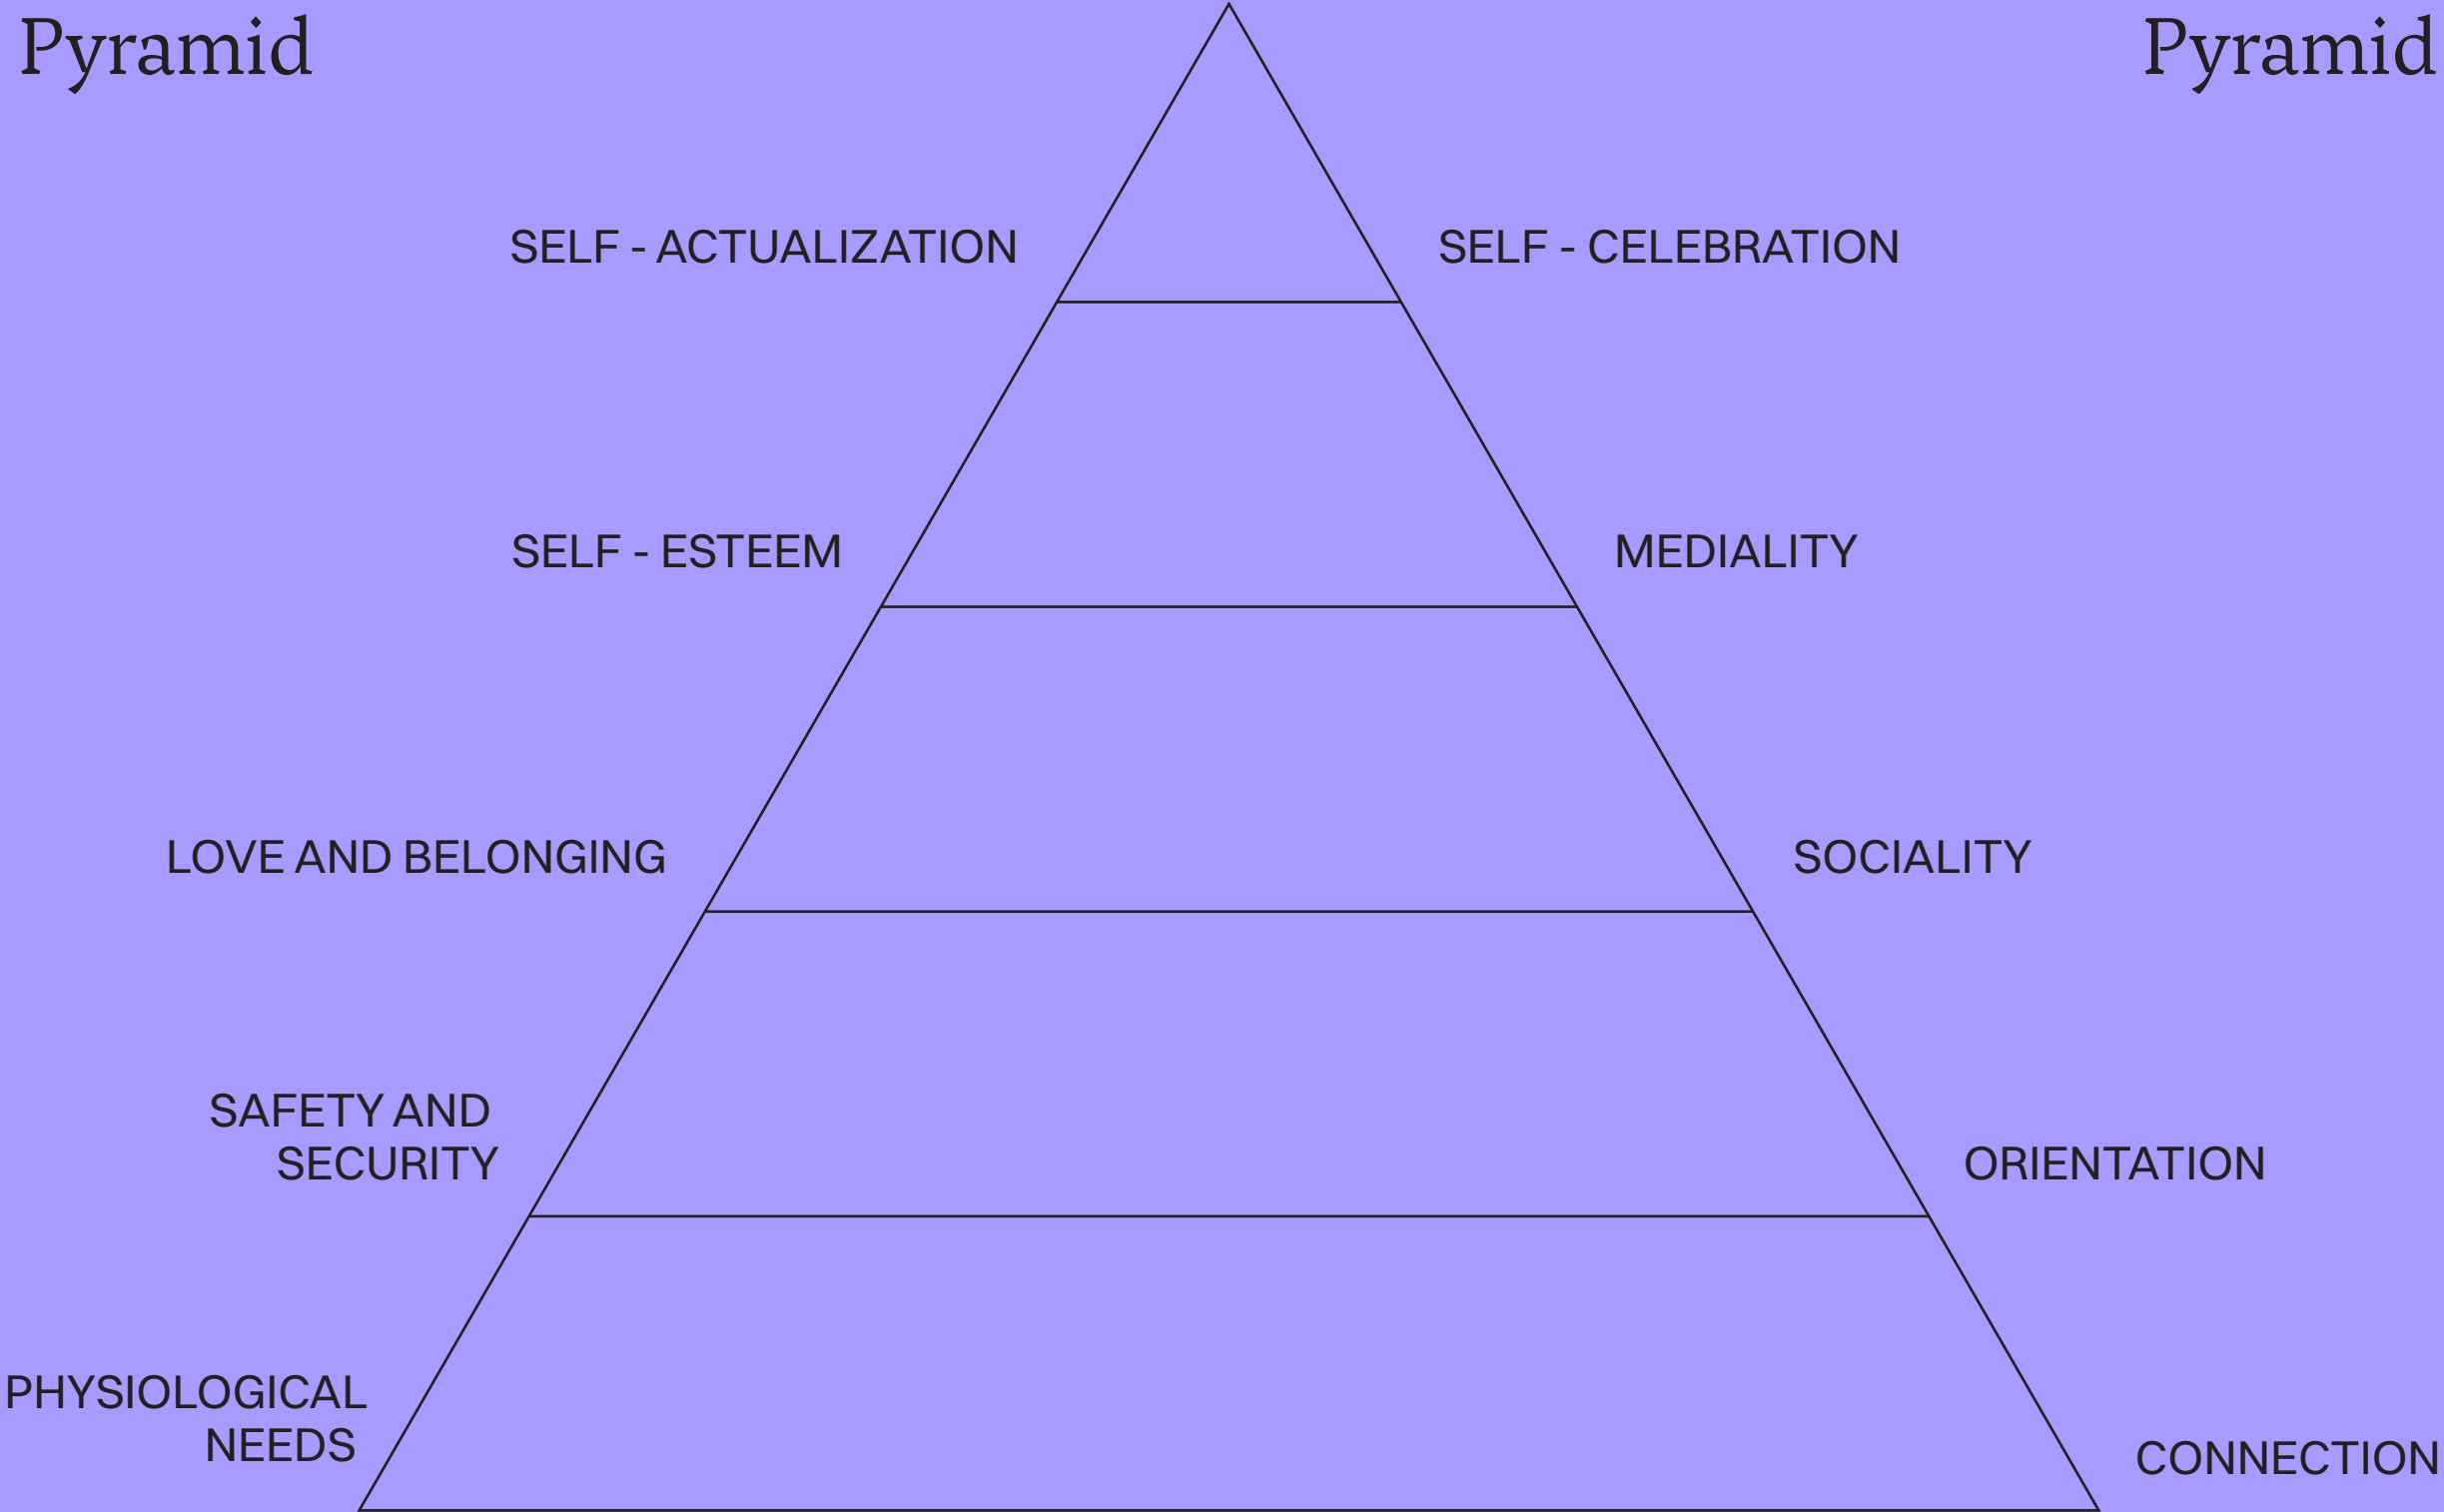 Pyramid
Pyramid
SELF - ACTUALIZATION
SELF - CELEBRATION
SELF - ESTEEM
MEDIALITY
LOVE AND BELONGING
SOCIALITY
SAFETY AND
SECURITY
ORIENTATION
PHYSIOLOGICAL
NEEDS
CONNECTION